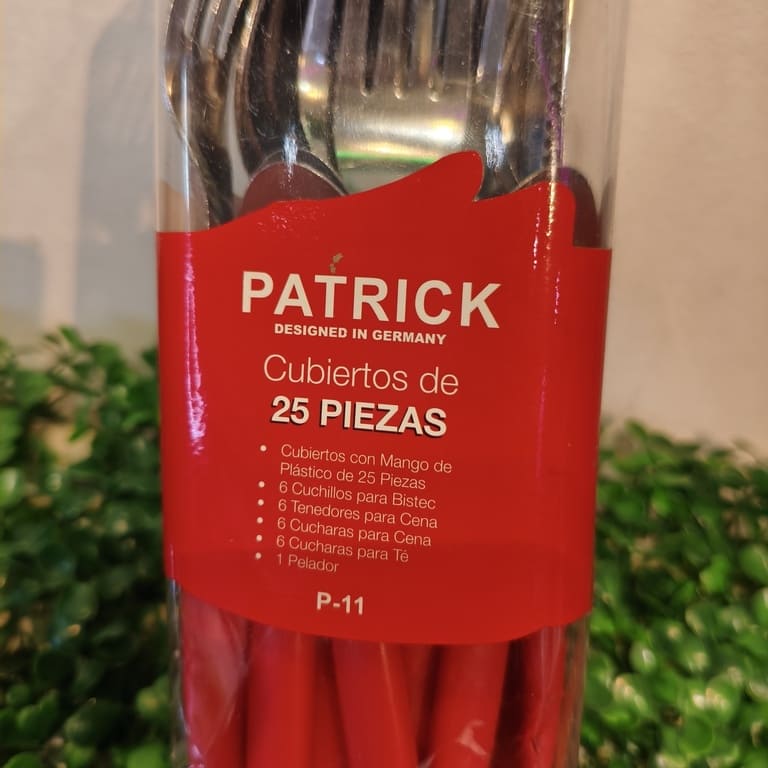 PATRICK
DESIGNED IN GERMANY
Cubiertos de
25 PIEZAS
• Cubiertos con Mango de
Plástico de 25 Piezas
• 6 Cuchillos para Bistec
• 6 Tenedores para Cena
• 6 Cucharas para Cena
• 6 Cucharas para Té
• 1 Pelador
P-11